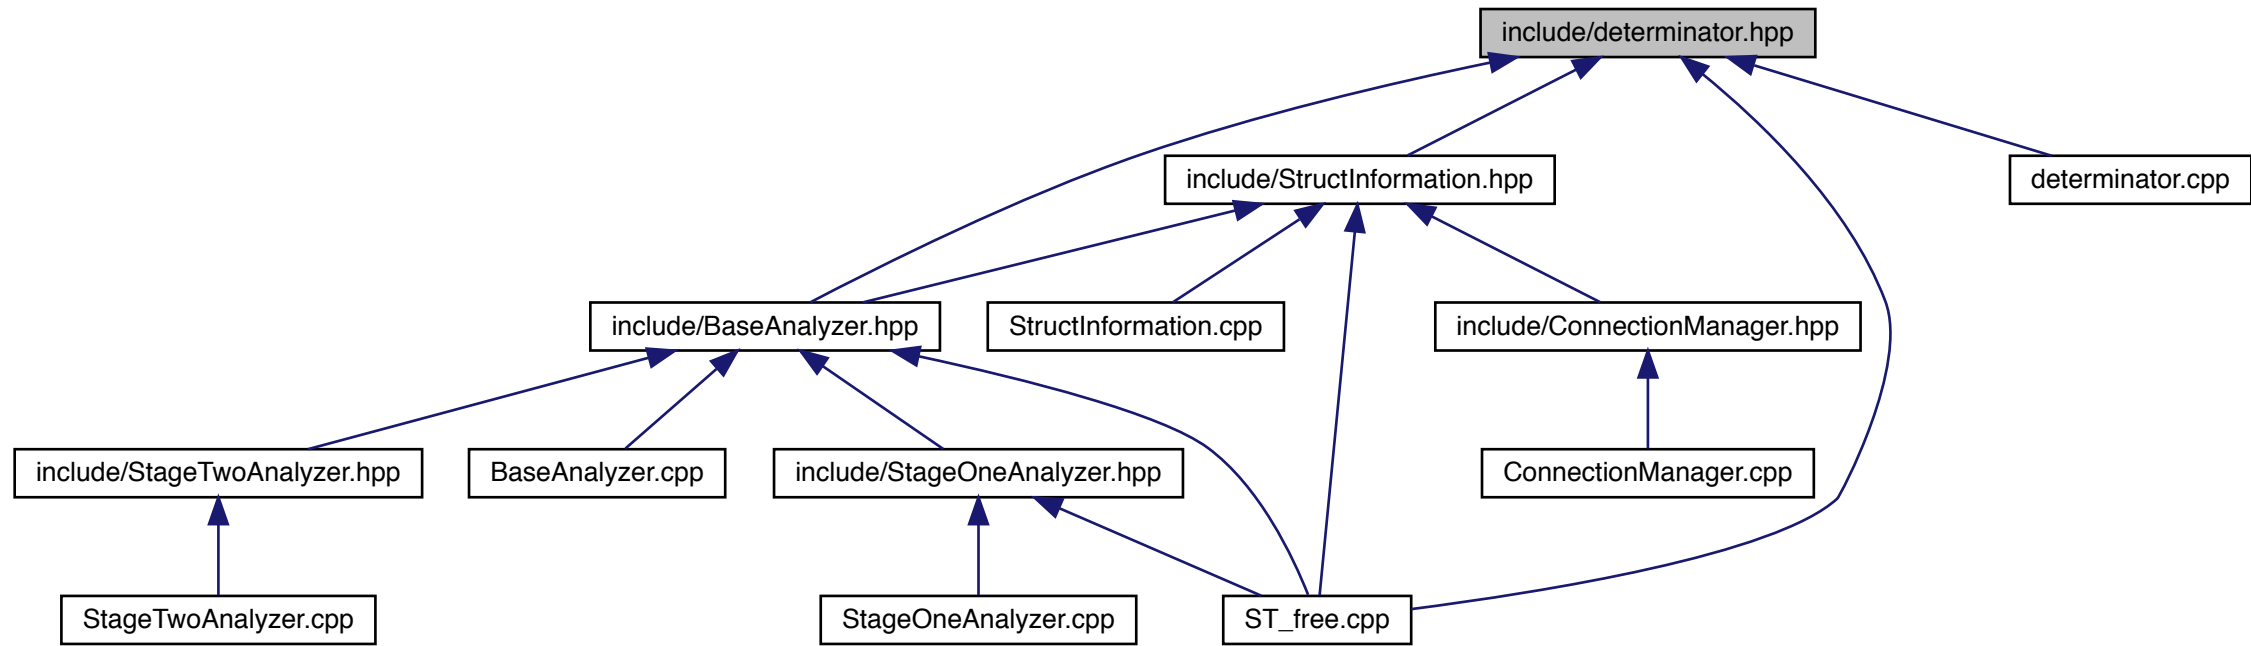 include/determinator.hpp
include/StructInformation.hpp
determinator.cpp
include/BaseAnalyzer.hpp
StructInformation.cpp
include/ConnectionManager.hpp
include/StageTwoAnalyzer.hpp
BaseAnalyzer.cpp
include/StageOneAnalyzer.hpp
ConnectionManager.cpp
StageTwoAnalyzer.cpp
StageOneAnalyzer.cpp
ST_free.cpp